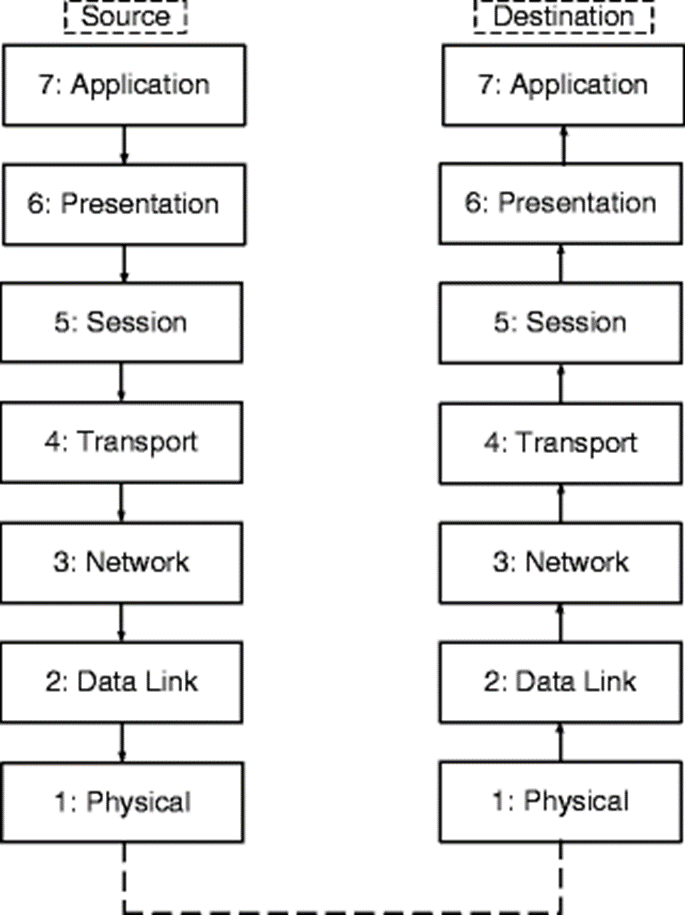 Source
7: Application
6: Presentation
5: Session
4: Transport
3: Network
2: Data Link
1: Physical
Destination
7: Application
6: Presentation
5: Session
4: Transport
3: Network
2: Data Link
1: Physical